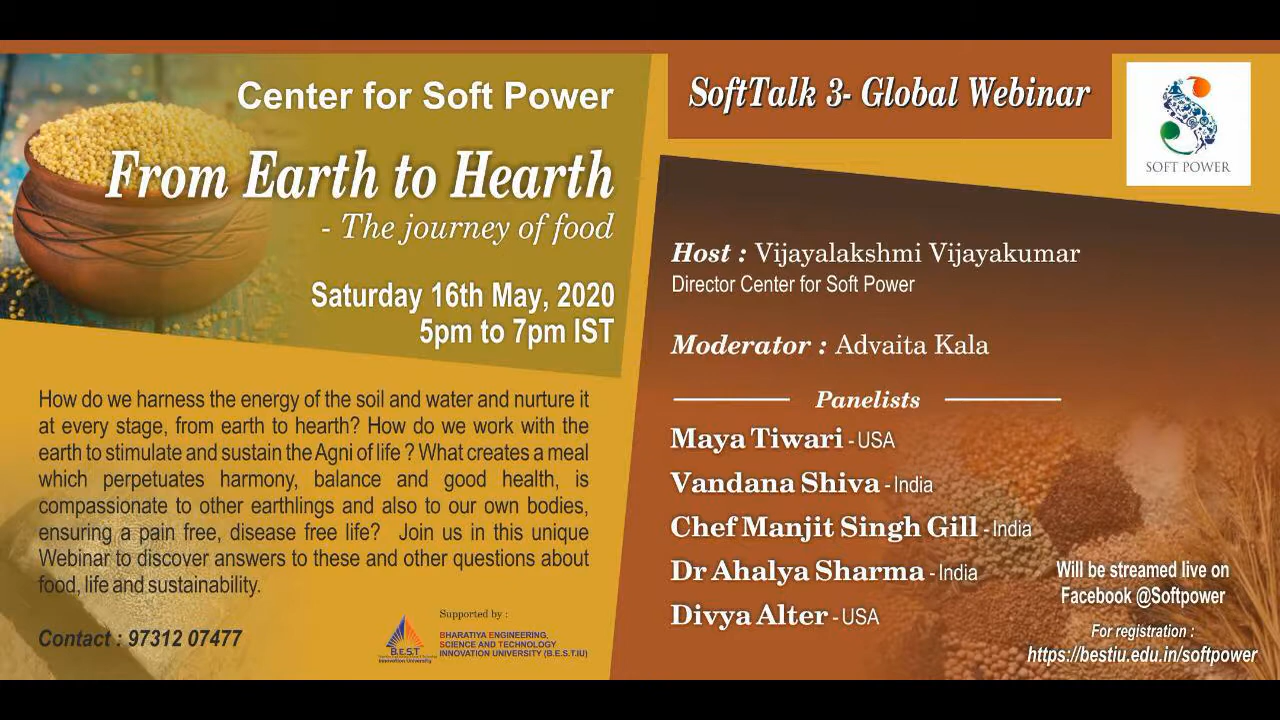 Center for Soft Power
From Earth to Hearth
- The journey of food
Saturday 16th May, 2020
5pm to 7pm IST
How do we harness the energy of the soil and water and nurture it
at every stage, from earth to hearth? How do we work with the
earth to stimulate and sustain the Agni of life ? What creates a meal
which perpetuates harmony, balance and good health, is
compassionate to other earthlings and also to our own bodies,
ensuring a pain free, disease free life? Join us in this unique
Webinar to discover answers to these and other questions about
food, life and sustainability.
Contact : 97312 07477
Supported by :
B.E.S.T
Innovation University
BHARATIYA ENGINEERING,
SCIENCE AND TECHNOLOGY
INNOVATION UNIVERSITY (B.E.S.T.IU)
SoftTalk 3- Global Webinar
SOFT POWER
Host : Vijayalakshmi Vijayakumar
Director Center for Soft Power
Moderator : Advaita Kala
Panelists
Maya Tiwari - USA
Vandana Shiva - India
Chef Manjit Singh Gill - India
Dr Ahalya Sharma - India
Divya Alter - USA
Will be streamed live on
Facebook @Softpower
For registration :
https://bestiu.edu.in/softpower